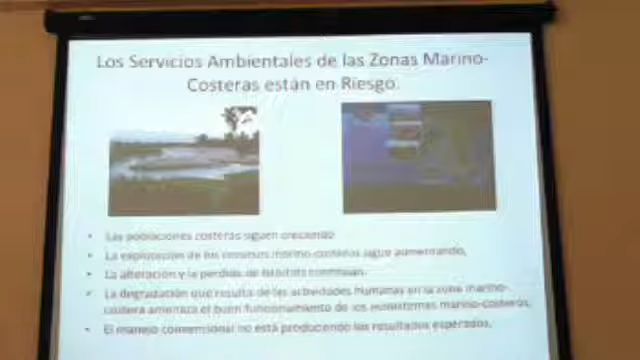 Los Servicios Ambientales de las Zonas Marino-
Costeras están en Riesgo.
• Las poblaciones costeras siguen creciendo
• La explotación de los recursos marino-costeros sigue aumentando,
• La alteración y la perdida de hábitats continúan.
• La degradación que resulta de las actividades humanas en la zona marino-
costera amenaza el buen funcionamiento de los ecosistemas marino-costeros,
• El manejo convencional no está produciendo los resultados esperados,